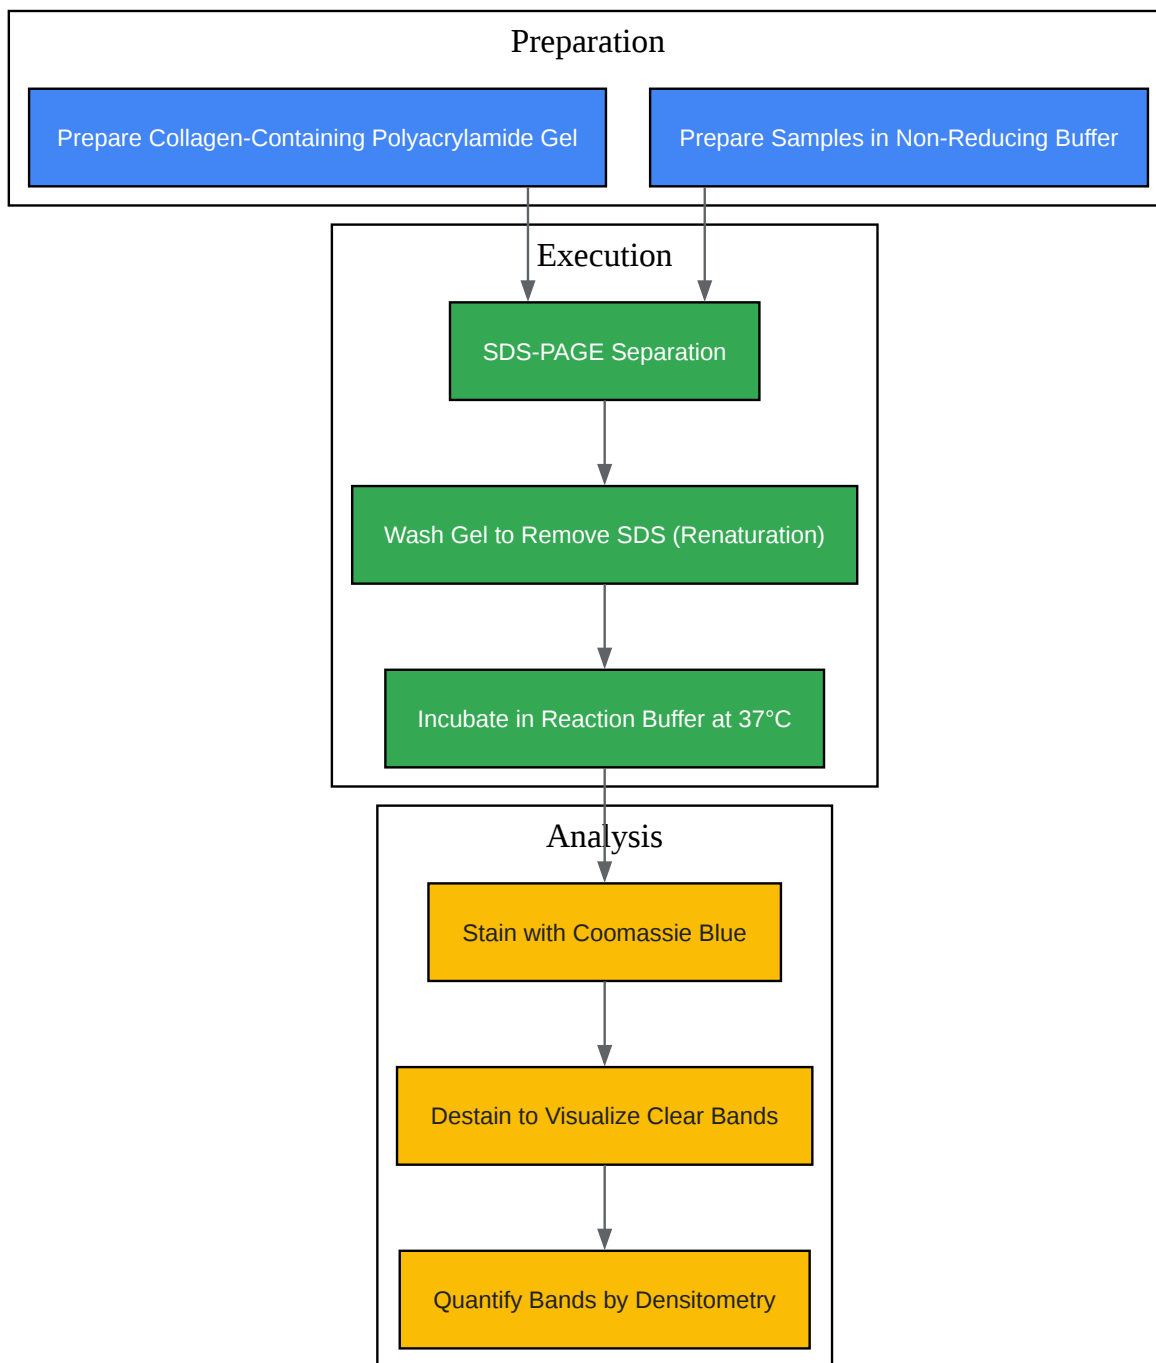 Preparation
Prepare Collagen-Containing Polyacrylamide Gel
Prepare Samples in Non-Reducing Buffer
Execution
SDS-PAGE Separation
Wash Gel to Remove SDS (Renaturation)
Incubate in Reaction Buffer at 37°C
Analysis
Stain with Coomassie Blue
Destain to Visualize Clear Bands
Quantify Bands by Densitometry